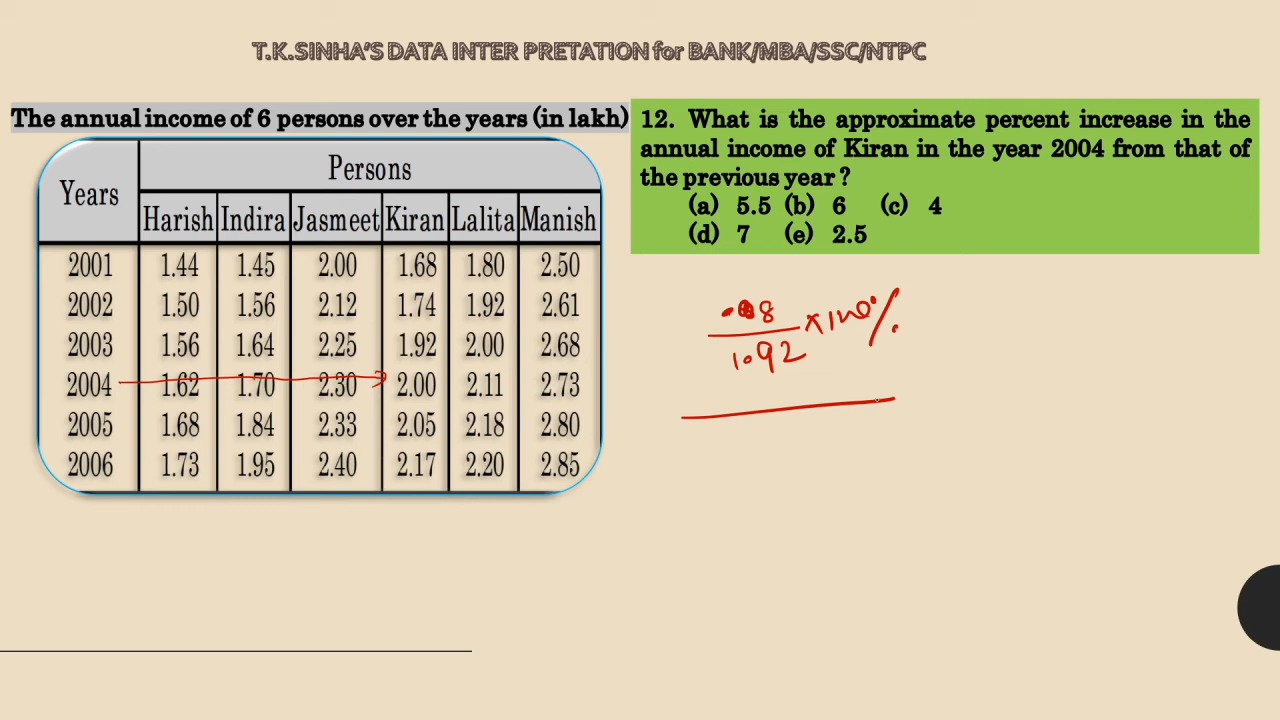 T.K.SINHA'S DATA INTER PRETATION for BANK/MBA/SSC/NTPC
The annual income of 6 persons over the years (in lakh)
Years Persons
Harish Indira Jasmeet Kiran Lalita Manish
2001 1.44 1.45 2.00 1.68 1.80 2.50
2002 1.50 1.56 2.12 1.74 1.92 2.61
2003 1.56 1.64 2.25 1.92 2.00 2.68
2004 1.62 1.70 2.30 2.00 2.11 2.73
2005 1.68 1.84 2.33 2.05 2.18 2.80
2006 1.73 1.95 2.40 2.17 2.20 2.85
12. What is the approximate percent increase in the
annual income of Kiran in the year 2004 from that of
the previous year ?
(a) 5.5 (b) 6 (c) 4
(d) 7 (e) 2.5
8
1.92
×100%